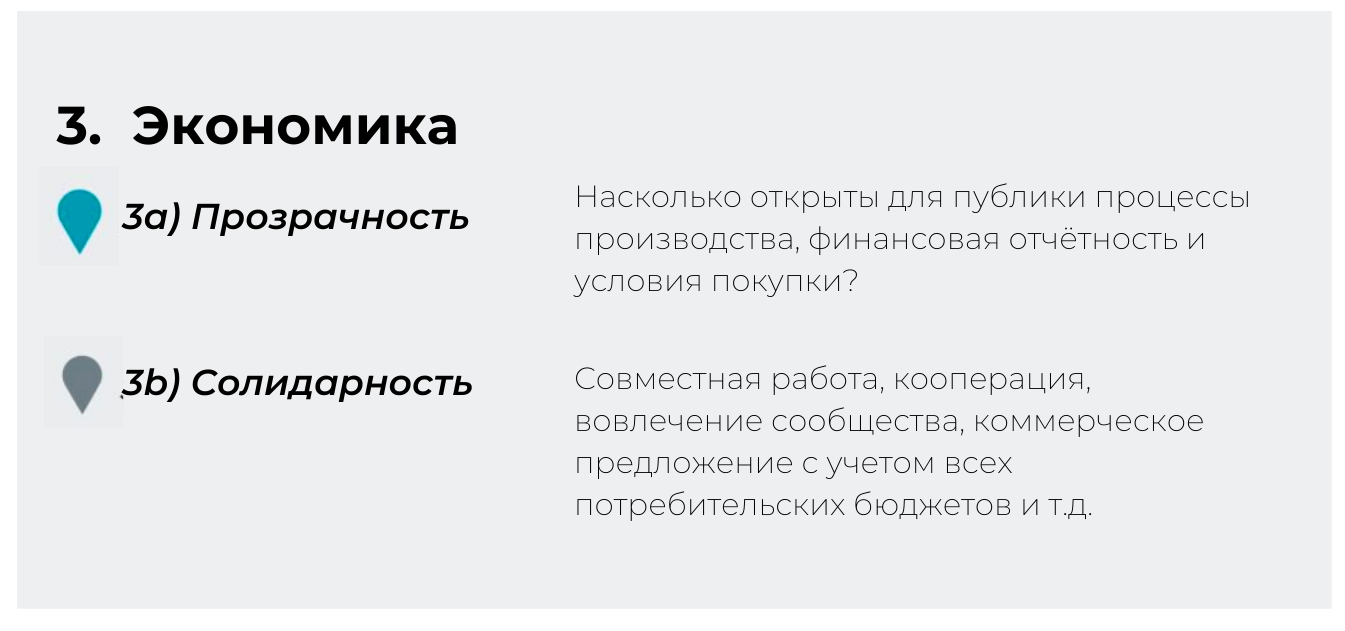 3. Экономика
3a) Прозрачность
Насколько открыты для публики процессы
производства, финансовая отчётность и
условия покупки?
3b) Солидарность
Совместная работа, кооперация,
вовлечение сообщества, коммерческое
предложение с учетом всех
потребительских бюджетов и т.д.